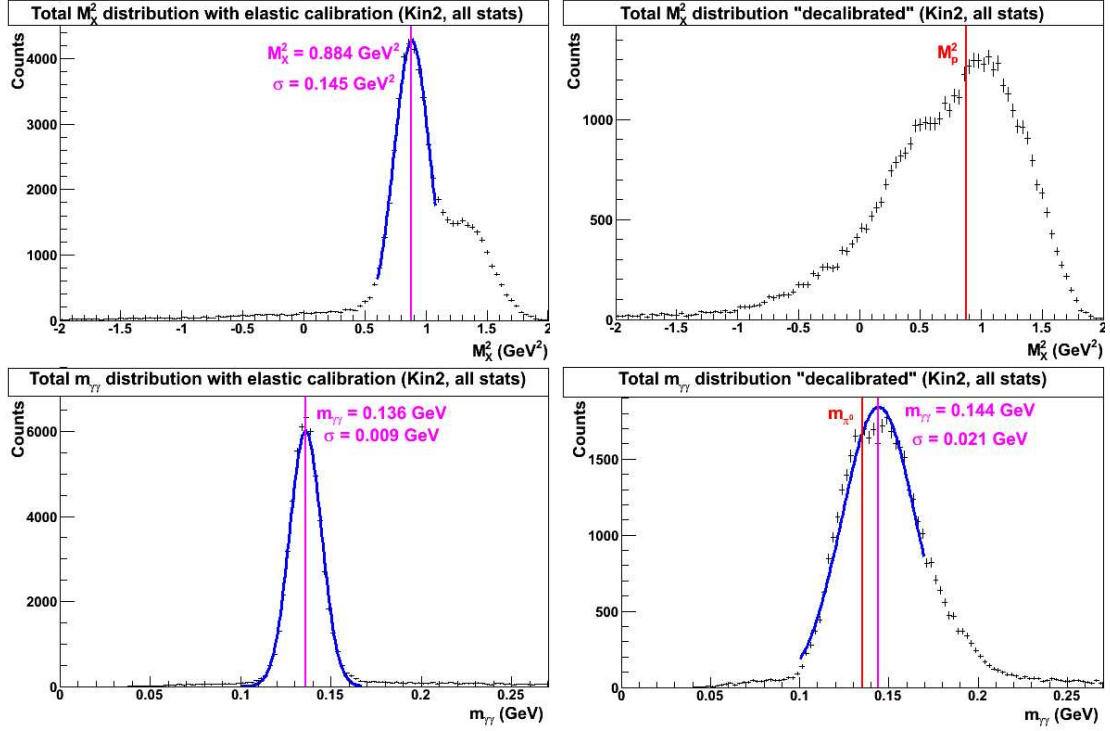 Total M²X distribution with elastic calibration (Kin2, all stats)
Counts
4000
3000
2000
1000
0
M²X = 0.884 GeV²
σ = 0.145 GeV²
-2 -1.5 -1 -0.5 0 0.5 1 1.5 2
M²X (GeV²)
Total M²X distribution "decalibrated" (Kin2, all stats)
Counts
1000
500
0
M²p
-2 -1.5 -1 -0.5 0 0.5 1 1.5 2
M²X (GeV²)
Total mγγ distribution with elastic calibration (Kin2, all stats)
Counts
6000
4000
2000
0
mγγ = 0.136 GeV
σ = 0.009 GeV
0 0.05 0.1 0.15 0.2 0.25
mγγ (GeV)
Total mγγ distribution "decalibrated" (Kin2, all stats)
Counts
1500
1000
500
0
mπ⁰
mγγ = 0.144 GeV
σ = 0.021 GeV
0 0.05 0.1 0.15 0.2 0.25
mγγ (GeV)